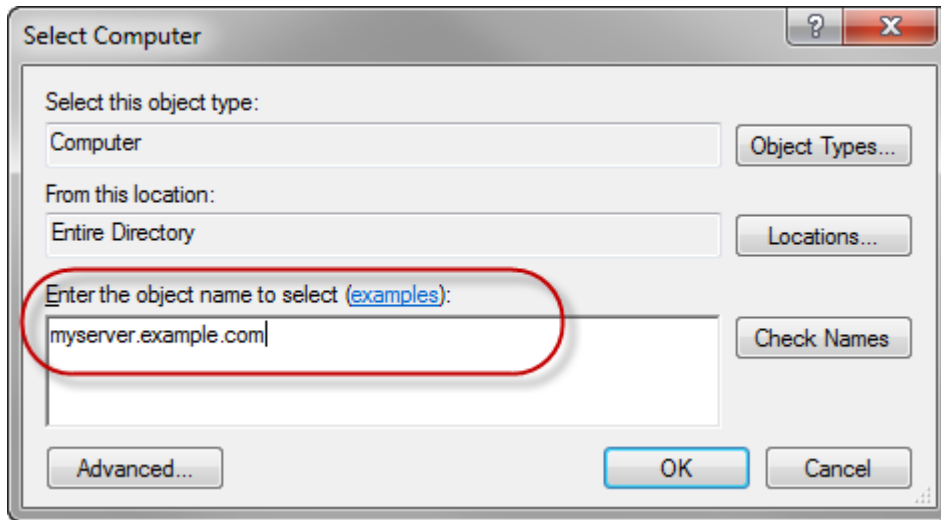 Select Computer
Select this object type:
Computer
Object Types...
From this location:
Entire Directory
Locations...
Enter the object name to select (examples):
myserver.example.com
Check Names
Advanced...
OK
Cancel